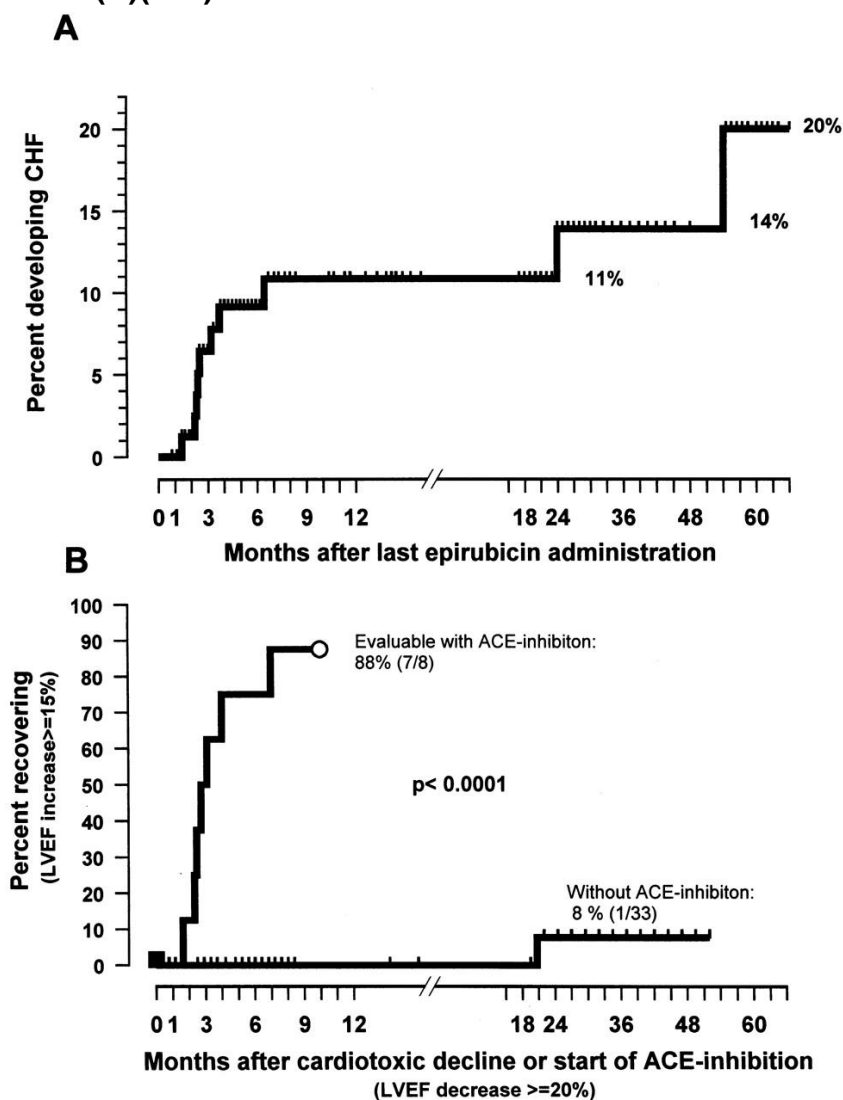 A
Percent developing CHF
20
15
10
5
0
20%
14%
11%
0 1 3 6 9 12 18 24 36 48 60
Months after last epirubicin administration
B
Percent recovering
(LVEF increase>=15%)
100
90
80
70
60
50
40
30
20
10
0
Evaluable with ACE-inhibiton:
88% (7/8)
p< 0.0001
Without ACE-inhibiton:
8 % (1/33)
0 1 3 6 9 12 18 24 36 48 60
Months after cardiotoxic decline or start of ACE-inhibition
(LVEF decrease >=20%)